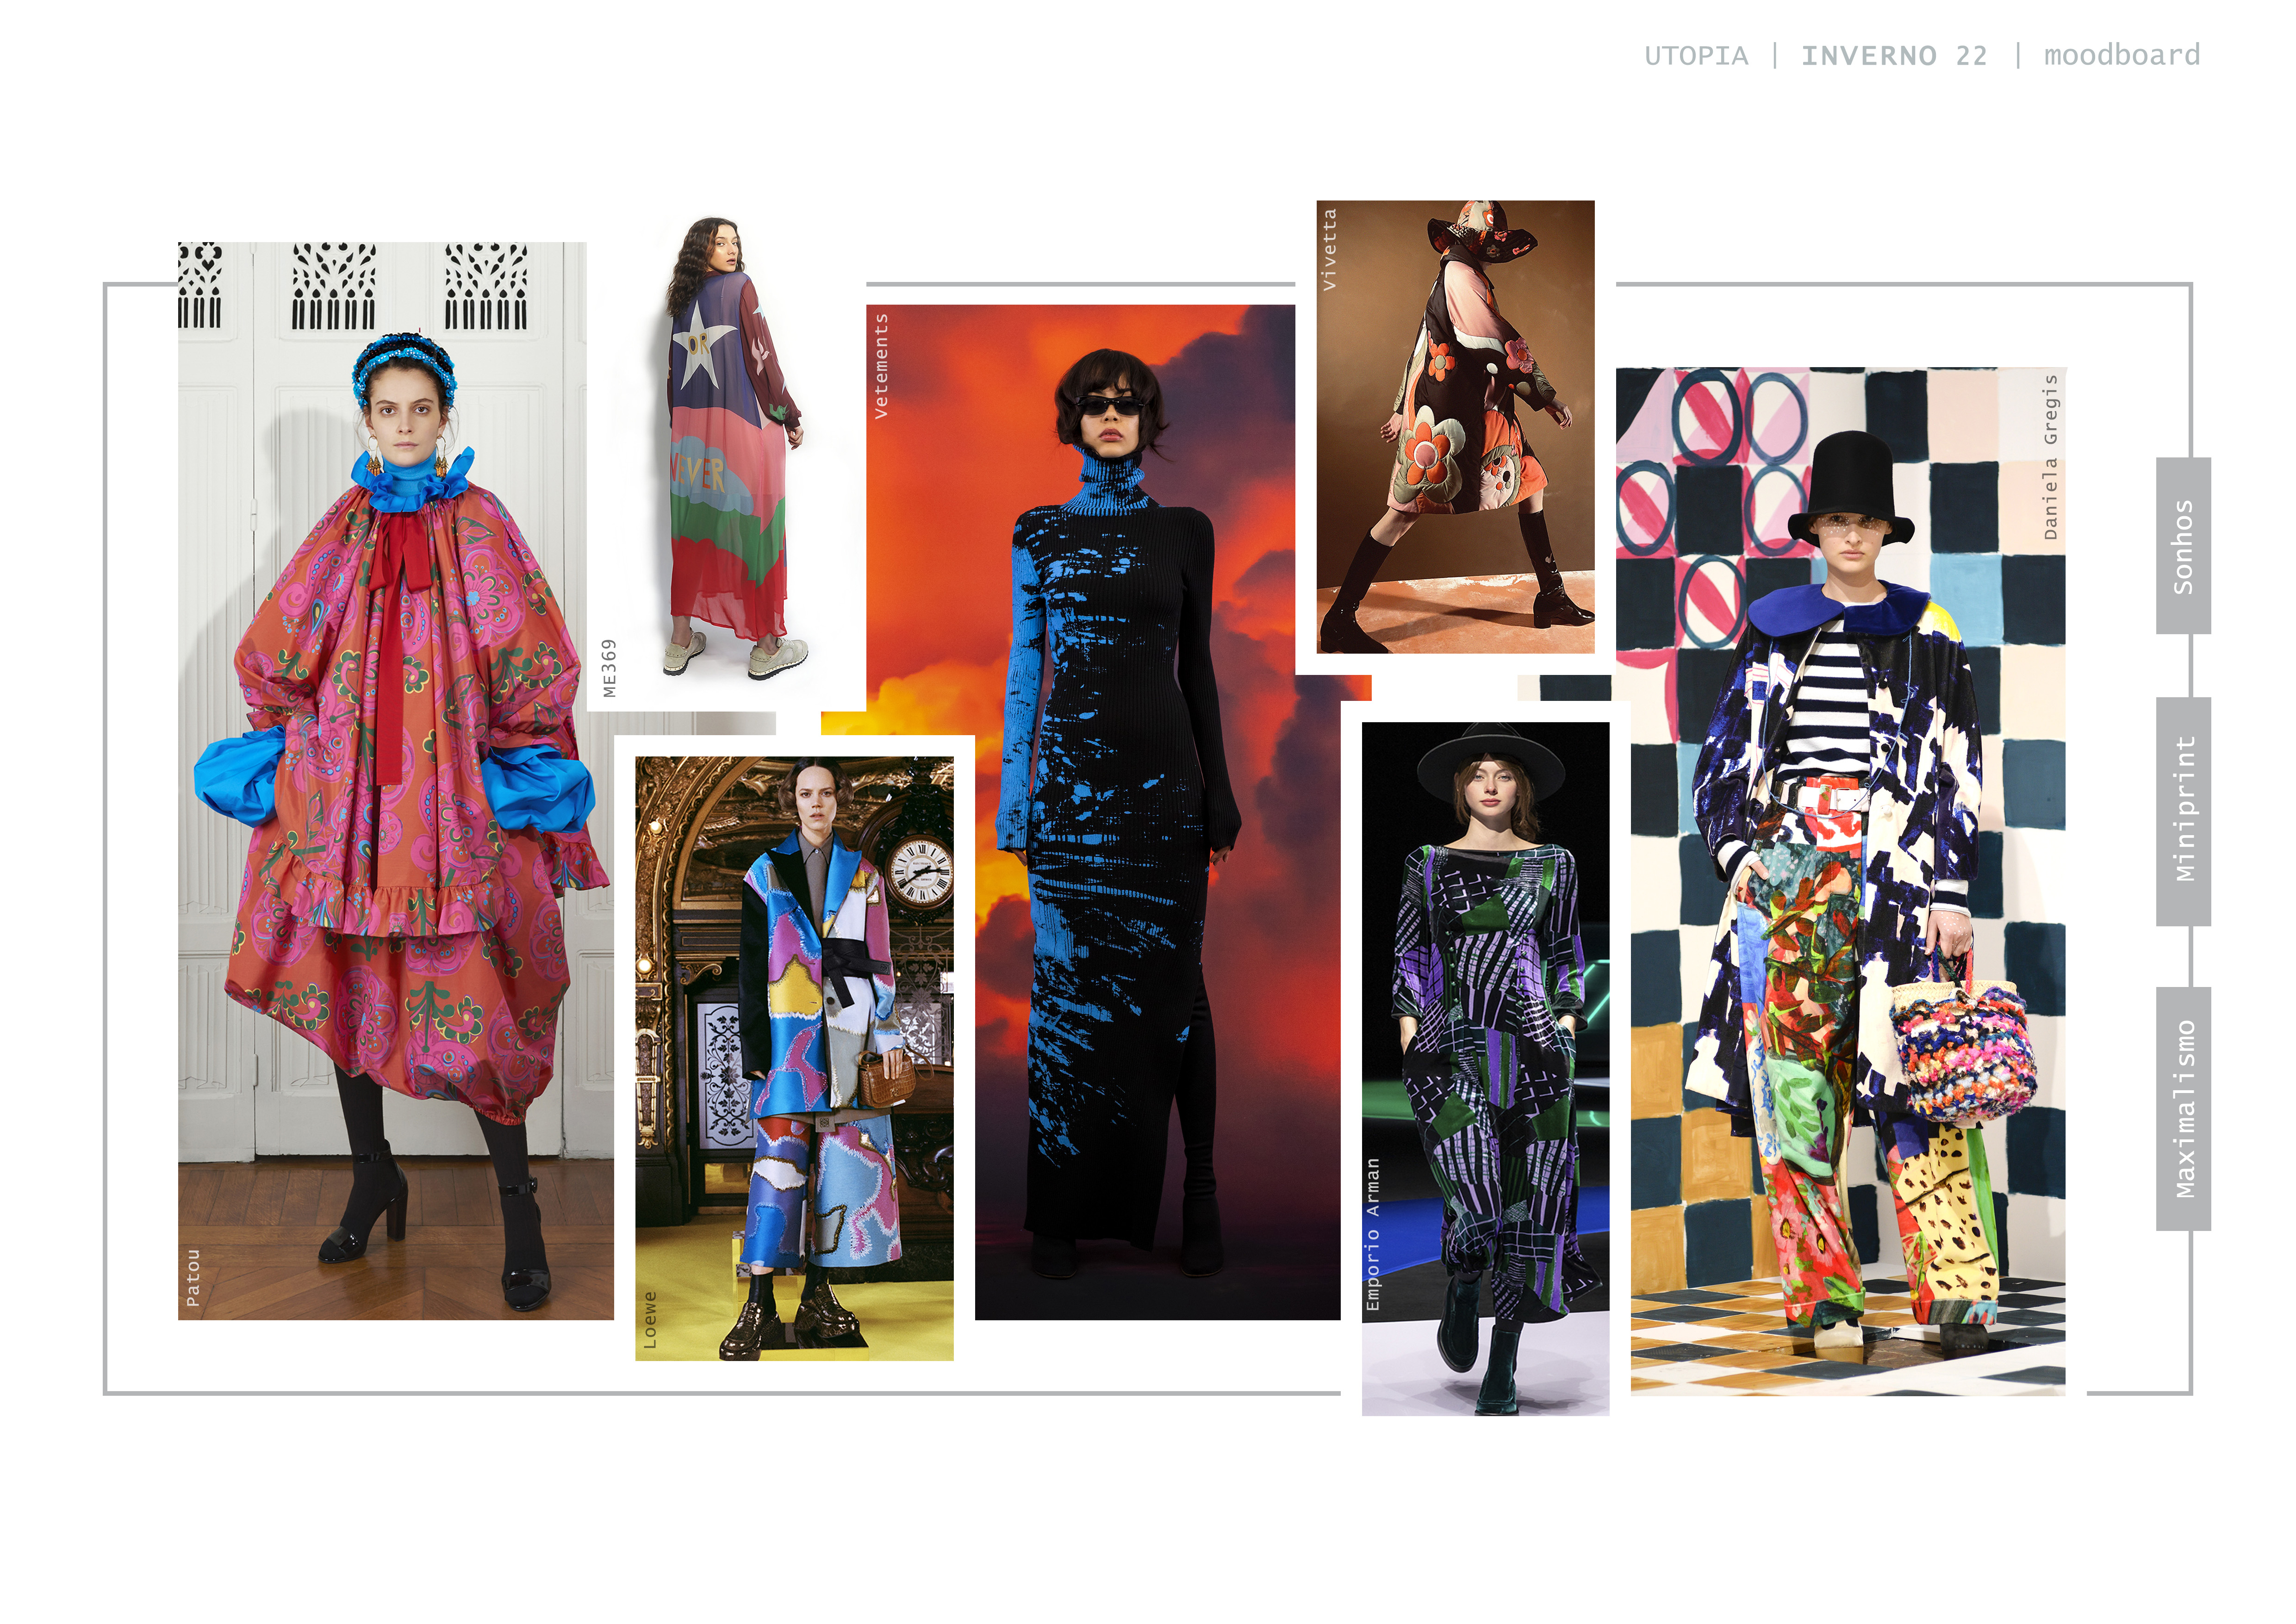 UTOPIA | INVERNO 22 | moodboard
Patou
ME369
OR
NEVER
Loewe
Vetements
Vivetta
Emporio Arman
Daniela Gregis
Sonhos
Miniprint
Maximalismo